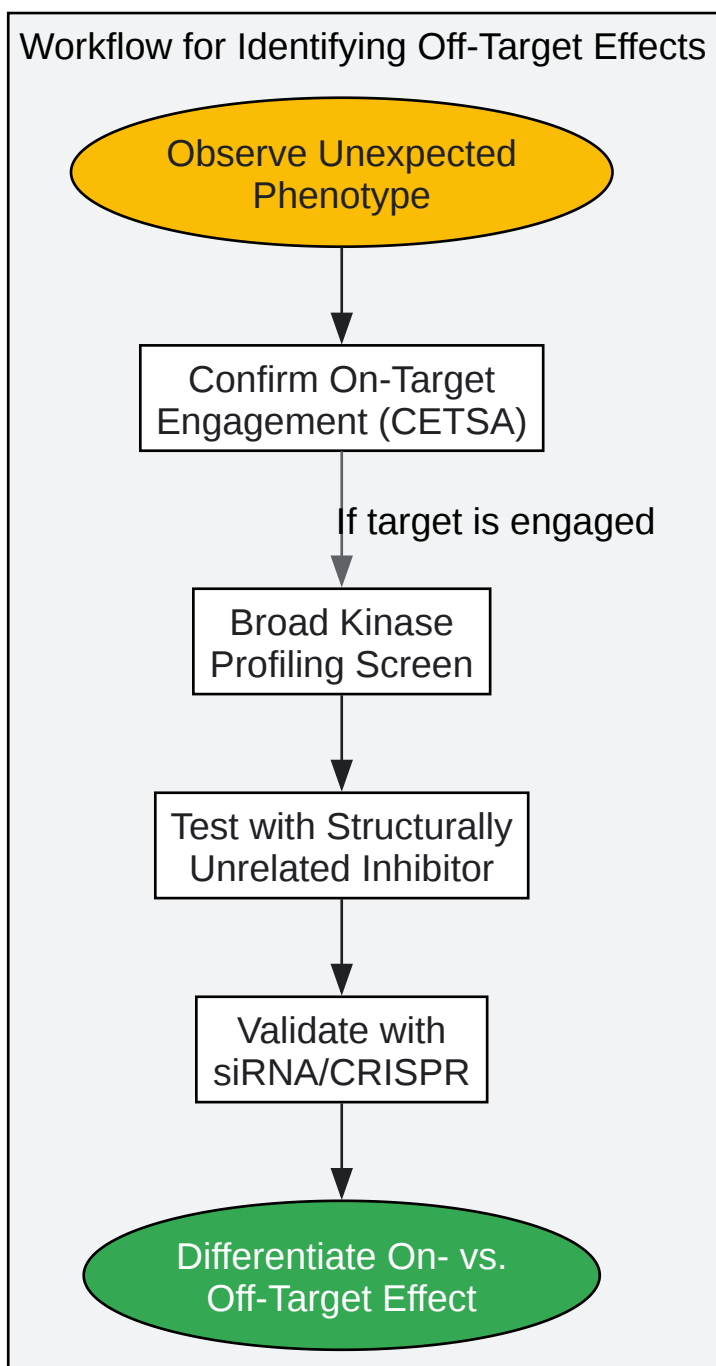 Workflow for Identifying Off-Target Effects
Observe Unexpected
Phenotype
Confirm On-Target
Engagement (CETSA)
If target is engaged
Broad Kinase
Profiling Screen
Test with Structurally
Unrelated Inhibitor
Validate with
siRNA/CRISPR
Differentiate On- vs.
Off-Target Effect